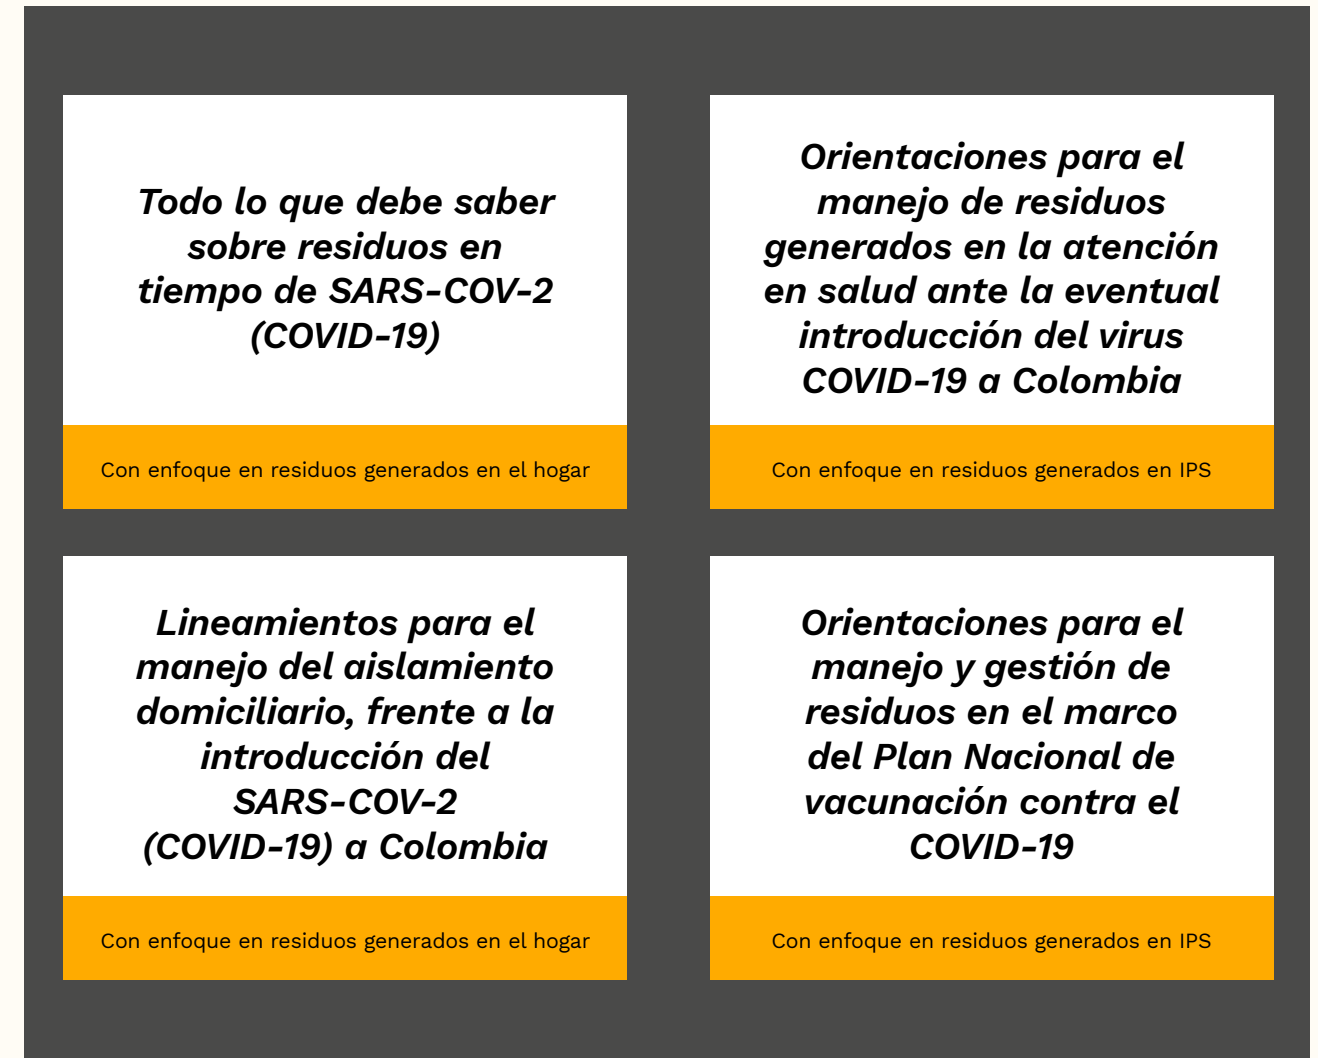 Todo lo que debe saber
sobre residuos en
tiempo de SARS-COV-2
(COVID-19)
Con enfoque en residuos generados en el hogar
Orientaciones para el
manejo de residuos
generados en la atención
en salud ante la eventual
introducción del virus
COVID-19 a Colombia
Con enfoque en residuos generados en IPS
Lineamientos para el
manejo del aislamiento
domiciliario, frente a la
introducción del
SARS-COV-2
(COVID-19) a Colombia
Con enfoque en residuos generados en el hogar
Orientaciones para el
manejo y gestión de
residuos en el marco
del Plan Nacional de
vacunación contra el
COVID-19
Con enfoque en residuos generados en IPS